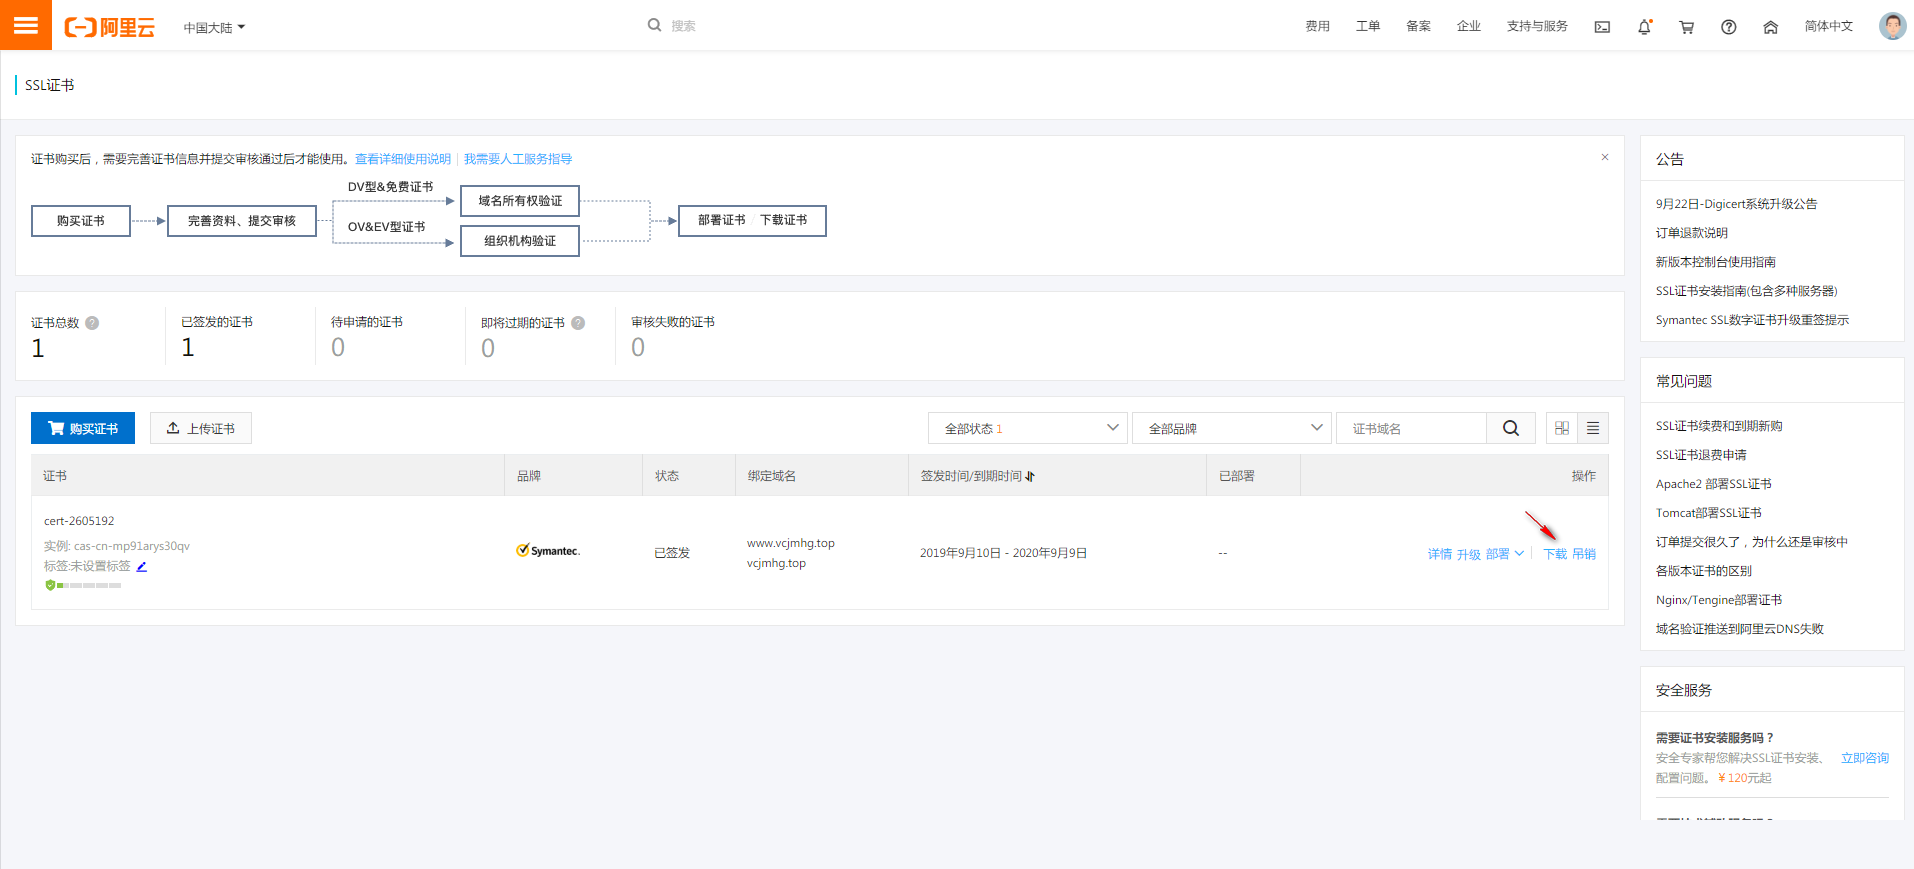 阿里云
中国大陆
搜索
费用
工单
备案
企业
支持与服务
简体中文
SSL证书
证书购买后，需要完善证书信息并提交审核通过后才能使用。查看详细使用说明 我需要人工服务指导
购买证书
完善资料、提交审核
DV型&免费证书
OV&EV型证书
域名所有权验证
组织机构验证
部署证书 / 下载证书
证书总数
1
已签发的证书
1
待申请的证书
0
即将过期的证书
0
审核失败的证书
0
购买证书
上传证书
全部状态 1
全部品牌
证书域名
证书 品牌 状态 绑定域名 签发时间/到期时间 已部署 操作
cert-2605192
实例: cas-cn-mp91arys30qv
标签:未设置标签
Symantec.
已签发
www.vcjmhg.top
vcjmhg.top
2019年9月10日 - 2020年9月9日
--
详情 升级 部署 下载 吊销
公告
9月22日-Digicert系统升级公告
订单退款说明
新版本控制台使用指南
SSL证书安装指南(包含多种服务器)
Symantec SSL数字证书升级重签提示
常见问题
SSL证书续费和到期新购
SSL证书退费申请
Apache2 部署SSL证书
Tomcat部署SSL证书
订单提交很久了，为什么还是审核中
各版本证书的区别
Nginx/Tengine部署证书
域名验证推送到阿里云DNS失败
安全服务
需要证书安装服务吗？
安全专家帮您解决SSL证书安装、
配置问题。￥120元起
立即咨询